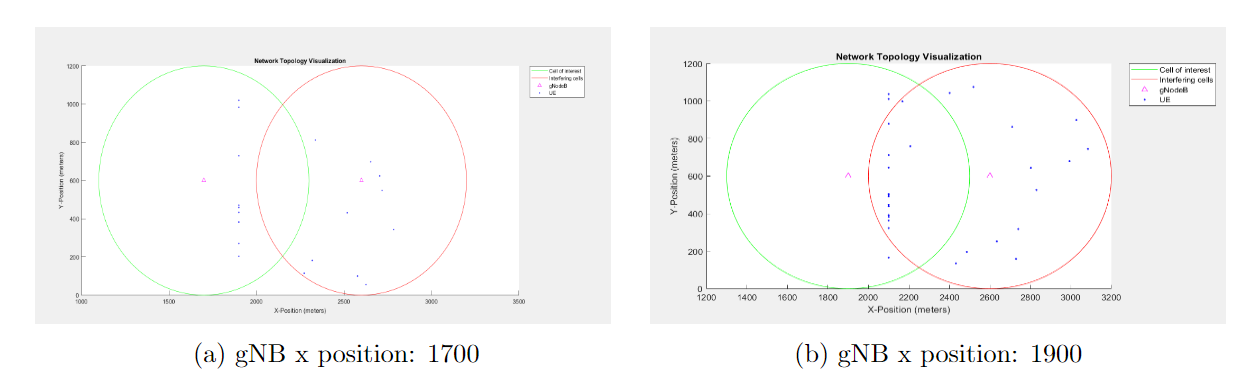 Network Topology Visualization
1200
1000
800
600
400
200
0
Y-Position (meters)
1000
1500
2000
2500
3000
3500
X-Position (meters)
Cell of interest
Interfering cells
gNodeB
UE
(a) gNB x position: 1700
Network Topology Visualization
1200
1000
800
600
400
200
0
Y-Position (meters)
1200
1400
1600
1800
2000
2200
2400
2600
2800
3000
3200
X-Position (meters)
Cell of interest
Interfering cells
gNodeB
UE
(b) gNB x position: 1900